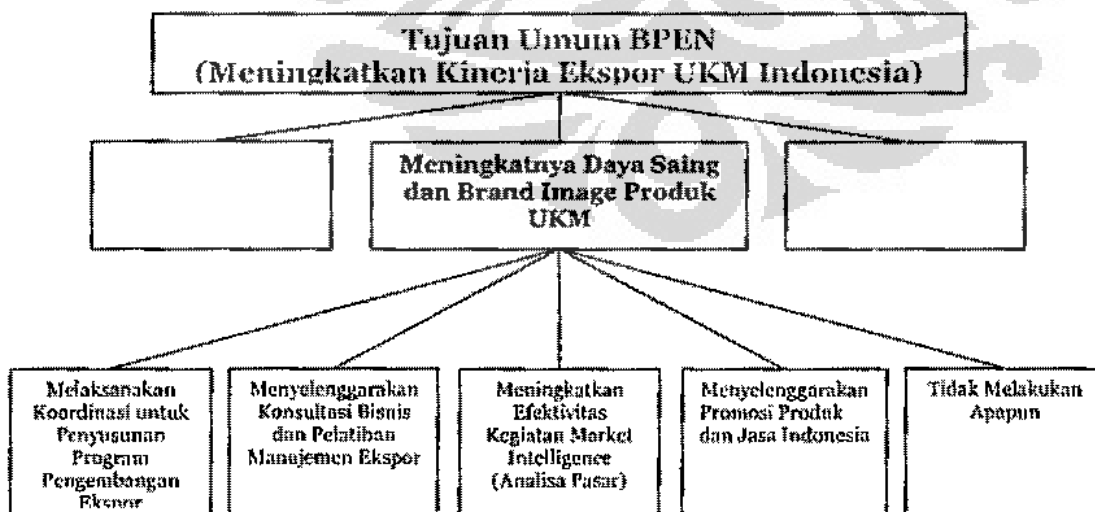 Tujuan Umum BPEN
(Meningkatkan Kinerja Ekspor UKM Indonesia)
Meningkatnya Daya Saing
dan Brand Image Produk
UKM
Melaksanakan
Koordinasi untuk
Penyusunan
Program
Pengembangan
Ekspor
Menyelenggarakan
Konsultasi Bisnis
dan Pelatihan
Manajemen Ekspor
Meningkatkan
Efektivitas
Kegiatan Market
Intelligence
(Analisa Pasar)
Menyelenggarakan
Promosi Produk
dan Jasa Indonesia
Tidak Melakukan
Apapun